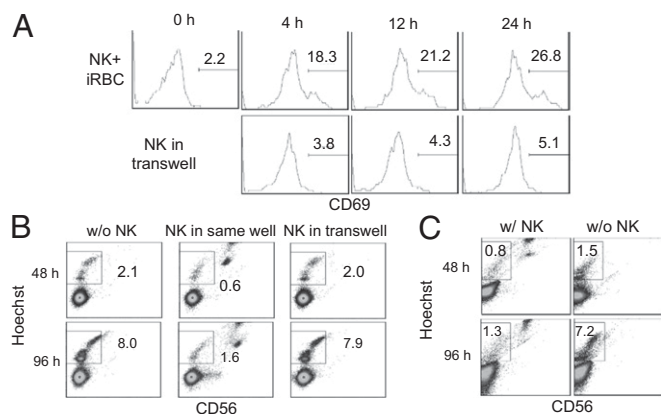 A
0 h 4 h 12 h 24 h
NK+ iRBC
2.2 18.3 21.2 26.8
NK in transwell
3.8 4.3 5.1
CD69
B
w/o NK NK in same well NK in transwell
48 h
2.1 0.6 2.0
Hoechst
96 h
8.0 1.6 7.9
CD56
C
w/ NK w/o NK
48 h
0.8 1.5
Hoechst
96 h
1.3 7.2
CD56